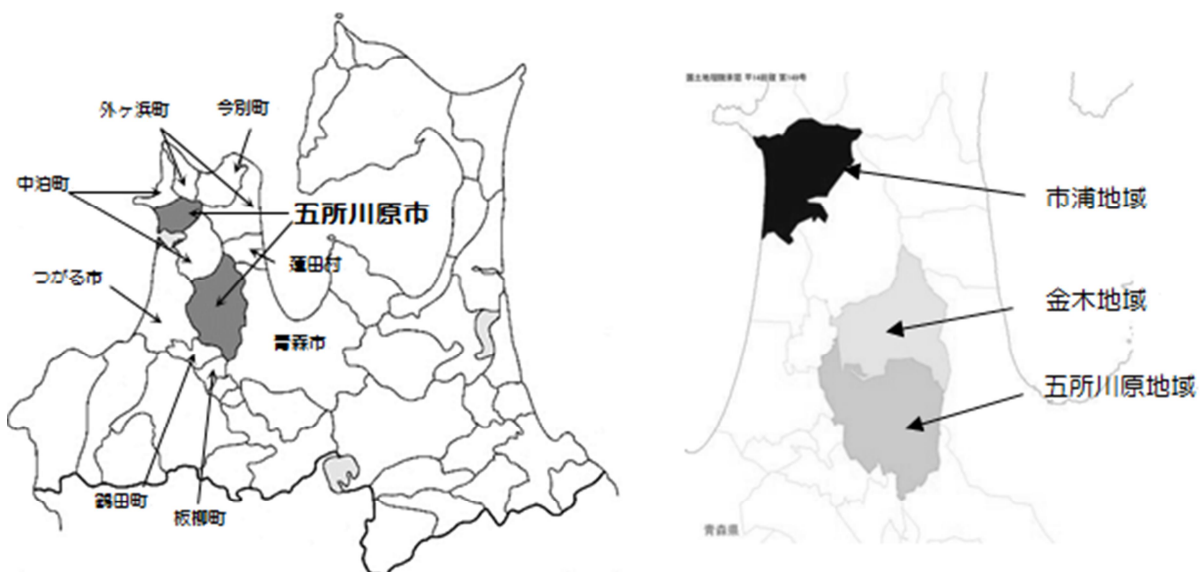 外ヶ浜町
今別町
中泊町
五所川原市
蓬田村
つがる市
青森市
鶴田町
板柳町
市浦地域
金木地域
五所川原地域
青森県